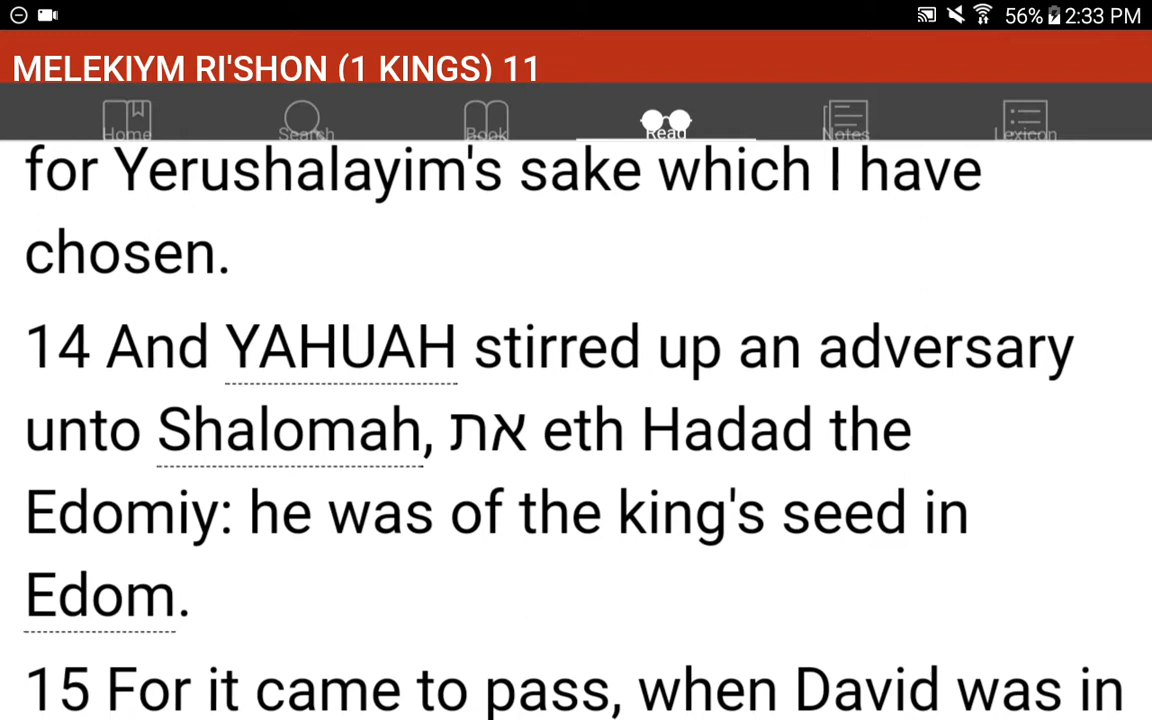 56% 2:33 PM
MELEKIYM RI'SHON (1 KINGS) 11
Home Search Book Read Notes Lexicon
for Yerushalayim's sake which I have
chosen.
14 And YAHUAH stirred up an adversary
unto Shalomah, את eth Hadad the
Edomiy: he was of the king's seed in
Edom.
15 For it came to pass, when David was in